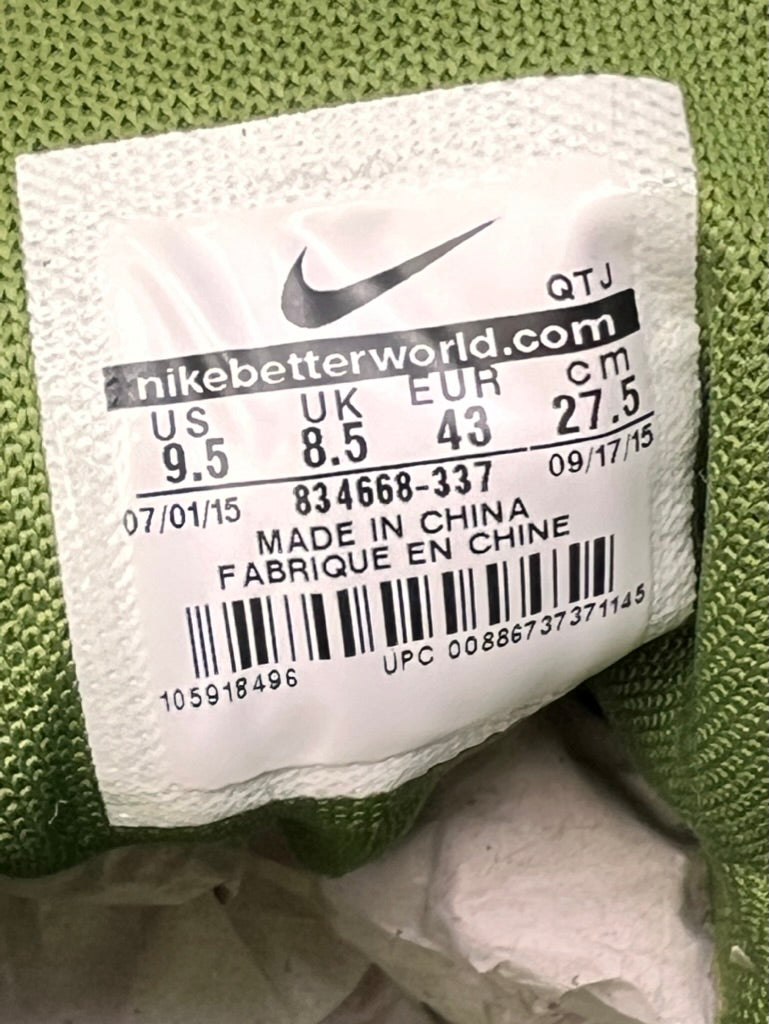 QTJ
nikebetterworld.com
US UK EUR cm
9.5 8.5 43 27.5
07/01/15 834668-337 09/17/15
MADE IN CHINA
FABRIQUE EN CHINE
105918496 UPC 00886737371145